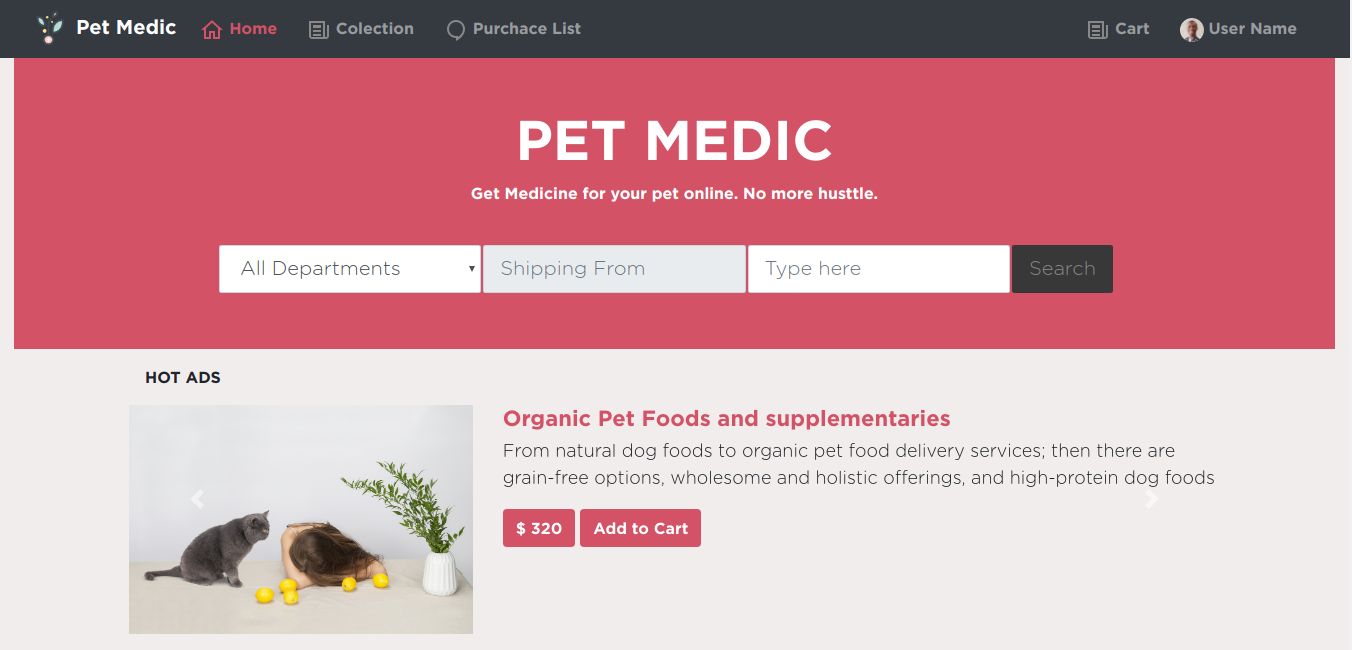 Pet Medic Home Colection Purchace List Cart User Name
PET MEDIC
Get Medicine for your pet online. No more husttle.
All Departments Shipping From Type here Search
HOT ADS
Organic Pet Foods and supplementaries
From natural dog foods to organic pet food delivery services; then there are
grain-free options, wholesome and holistic offerings, and high-protein dog foods
$ 320 Add to Cart